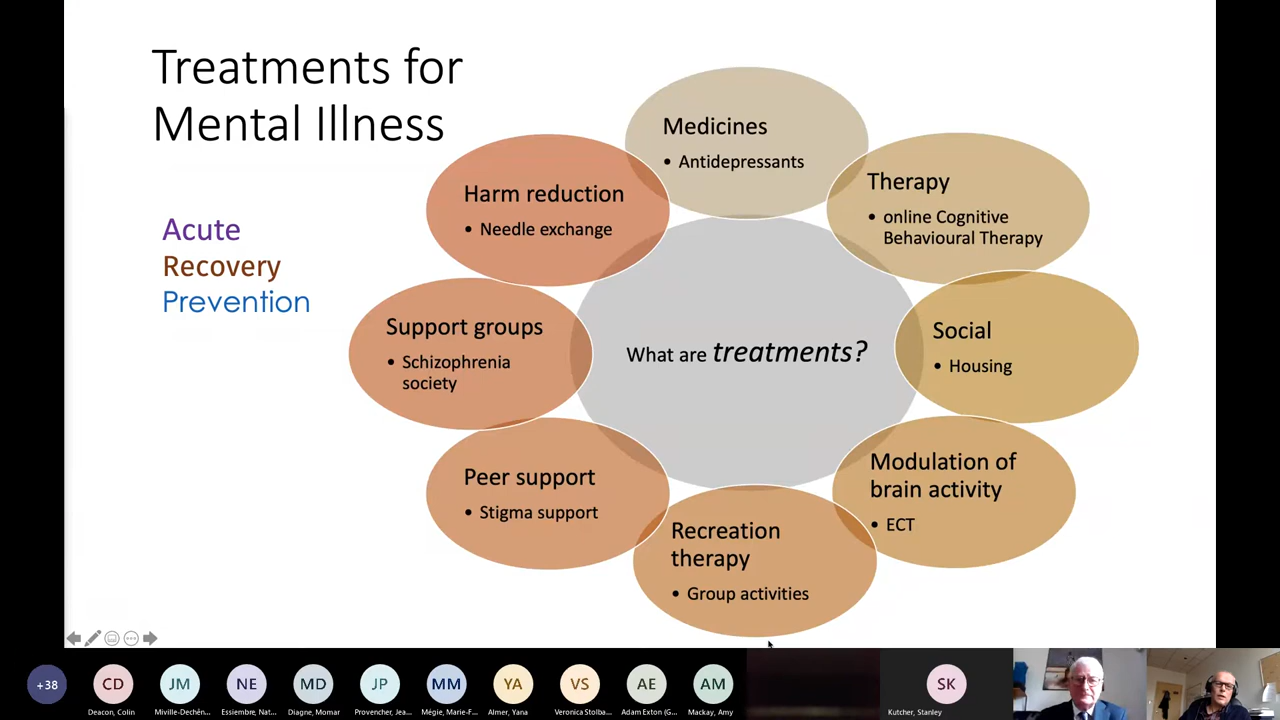 Treatments for
Mental Illness
Acute
Recovery
Prevention
Medicines
• Antidepressants
Therapy
• online Cognitive
Behavioural Therapy
Social
• Housing
Modulation of
brain activity
• ECT
Recreation
therapy
• Group activities
Peer support
• Stigma support
Support groups
• Schizophrenia
society
Harm reduction
• Needle exchange
What are treatments?
+38
CD
JM
NE
MD
JP
MM
YA
VS
AE
AM
SK
Deacon, Colin
Miville-Dechén...
Essiembre, Nat...
Diagne, Momar
Provencher, Jea...
Mégie, Marie-F...
Almer, Yana
Veronica Stolba...
Adam Exton (G...
Mackay, Amy
Kutcher, Stanley